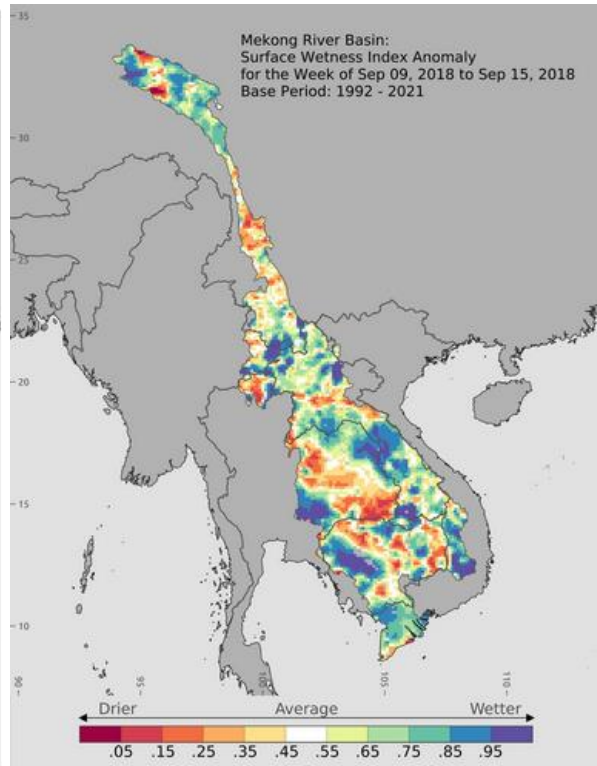 Mekong River Basin:
Surface Wetness Index Anomaly
for the Week of Sep 09, 2018 to Sep 15, 2018
Base Period: 1992 - 2021
35
30
25
20
15
10
90
95
100
105
110
Drier Average Wetter
.05 .15 .25 .35 .45 .55 .65 .75 .85 .95